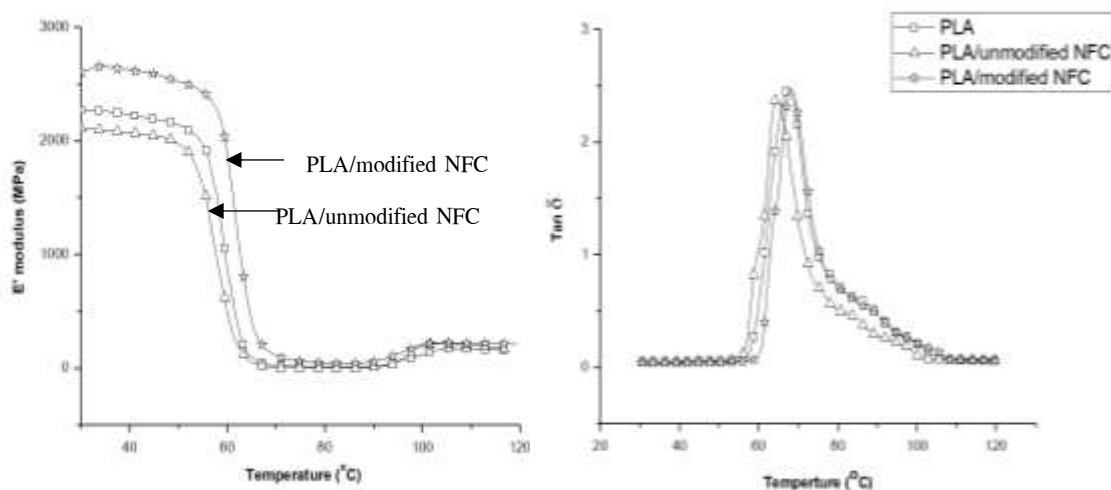 3000
2000
1000
0
E' modulus (MPa)
40
60
80
100
120
Temperature (°C)
PLA/modified NFC
PLA/unmodified NFC
3
2
1
0
Tan δ
20
40
60
80
100
120
Temperture (°C)
PLA
PLA/unmodified NFC
PLA/modified NFC